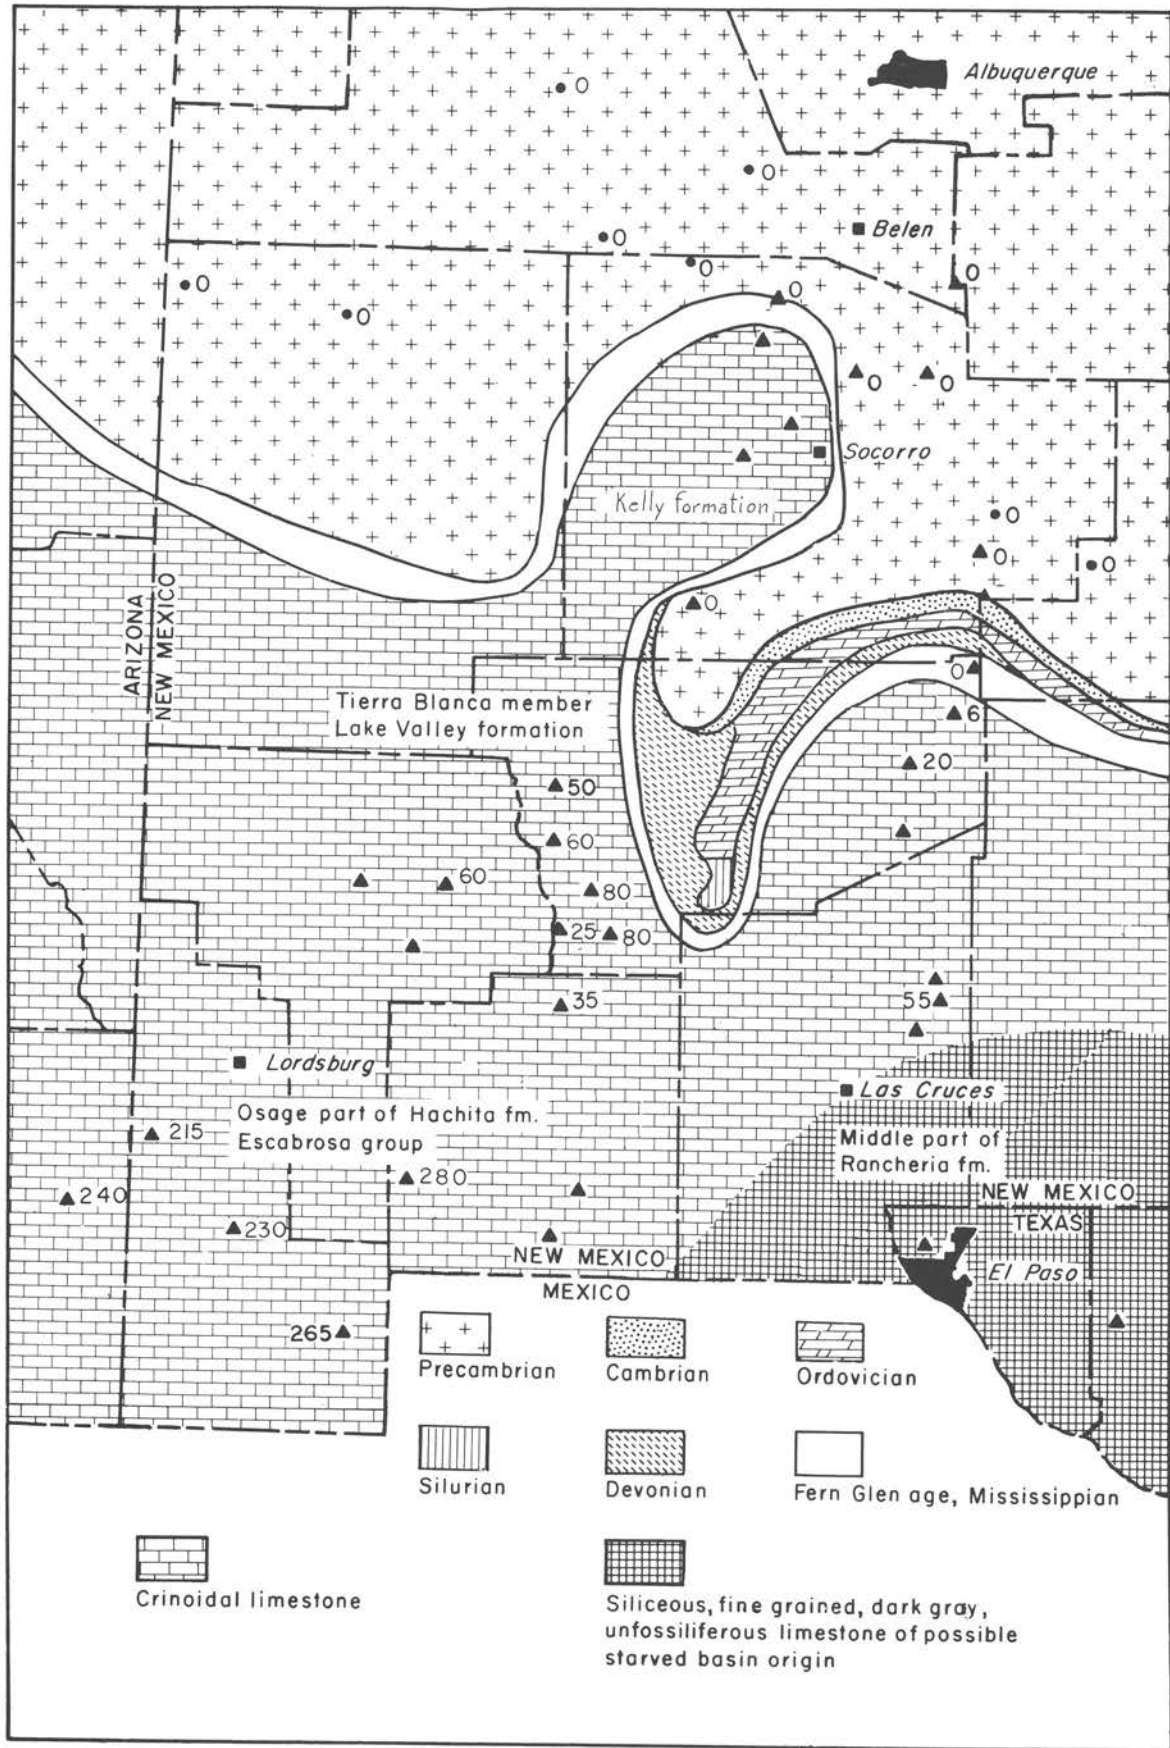 0
Albuquerque
0
Belen
0
0
0
0
0
0
0
0
Socorro
Kelly formation
0
0
0
0
ARIZONA
NEW MEXICO
0
6
Tierra Blanca member
Lake Valley formation
20
50
60
60
80
25
80
35
55
Lordsburg
Las Cruces
Osage part of Hachita fm.
Escabrosa group
215
Middle part of
Rancheria fm.
280
240
230
NEW MEXICO
TEXAS
NEW MEXICO
MEXICO
El Paso
265
Precambrian
Cambrian
Ordovician
Silurian
Devonian
Fern Glen age, Mississippian
Crinoidal limestone
Siliceous, fine grained, dark gray,
unfossiliferous limestone of possible
starved basin origin